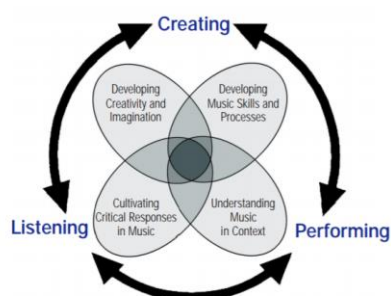 Creating
Developing
Creativity and
Imagination
Developing
Music Skills and
Processes
Cultivating
Critical Responses
in Music
Understanding
Music
in Context
Listening
Performing